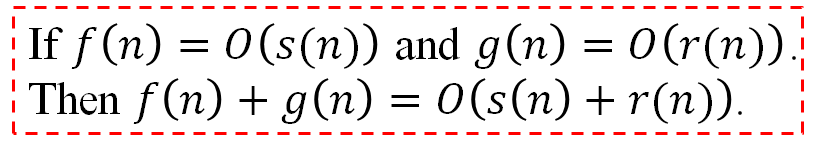 If f(n) = O(s(n)) and g(n) = O(r(n)).
Then f(n) + g(n) = O(s(n) + r(n)).